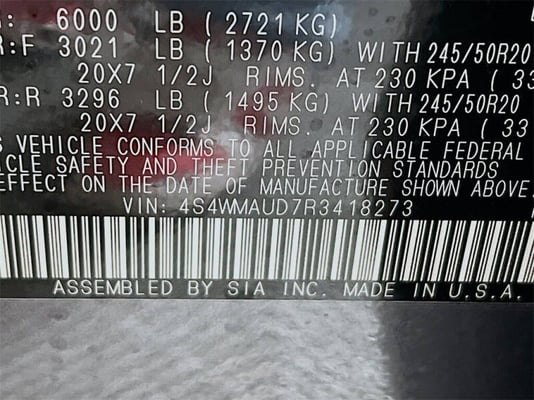 : 6000 LB ( 2721 KG)
R:F 3021 LB ( 1370 KG) WITH 245/50R20
20X7 1/2J RIMS. AT 230 KPA ( 33
R:R 3296 LB ( 1495 KG) WITH 245/50R20
20X7 1/2J RIMS. AT 230 KPA ( 33
S VEHICLE CONFORMS TO ALL APPLICABLE FEDERAL
ICLE SAFETY AND THEFT PREVENTION STANDARDS
EFFECT ON THE DATE OF MANUFACTURE SHOWN ABOVE.
VIN: 4S4WMAUD7R3418273
ASSEMBLED BY SIA INC. MADE IN U.S.A.